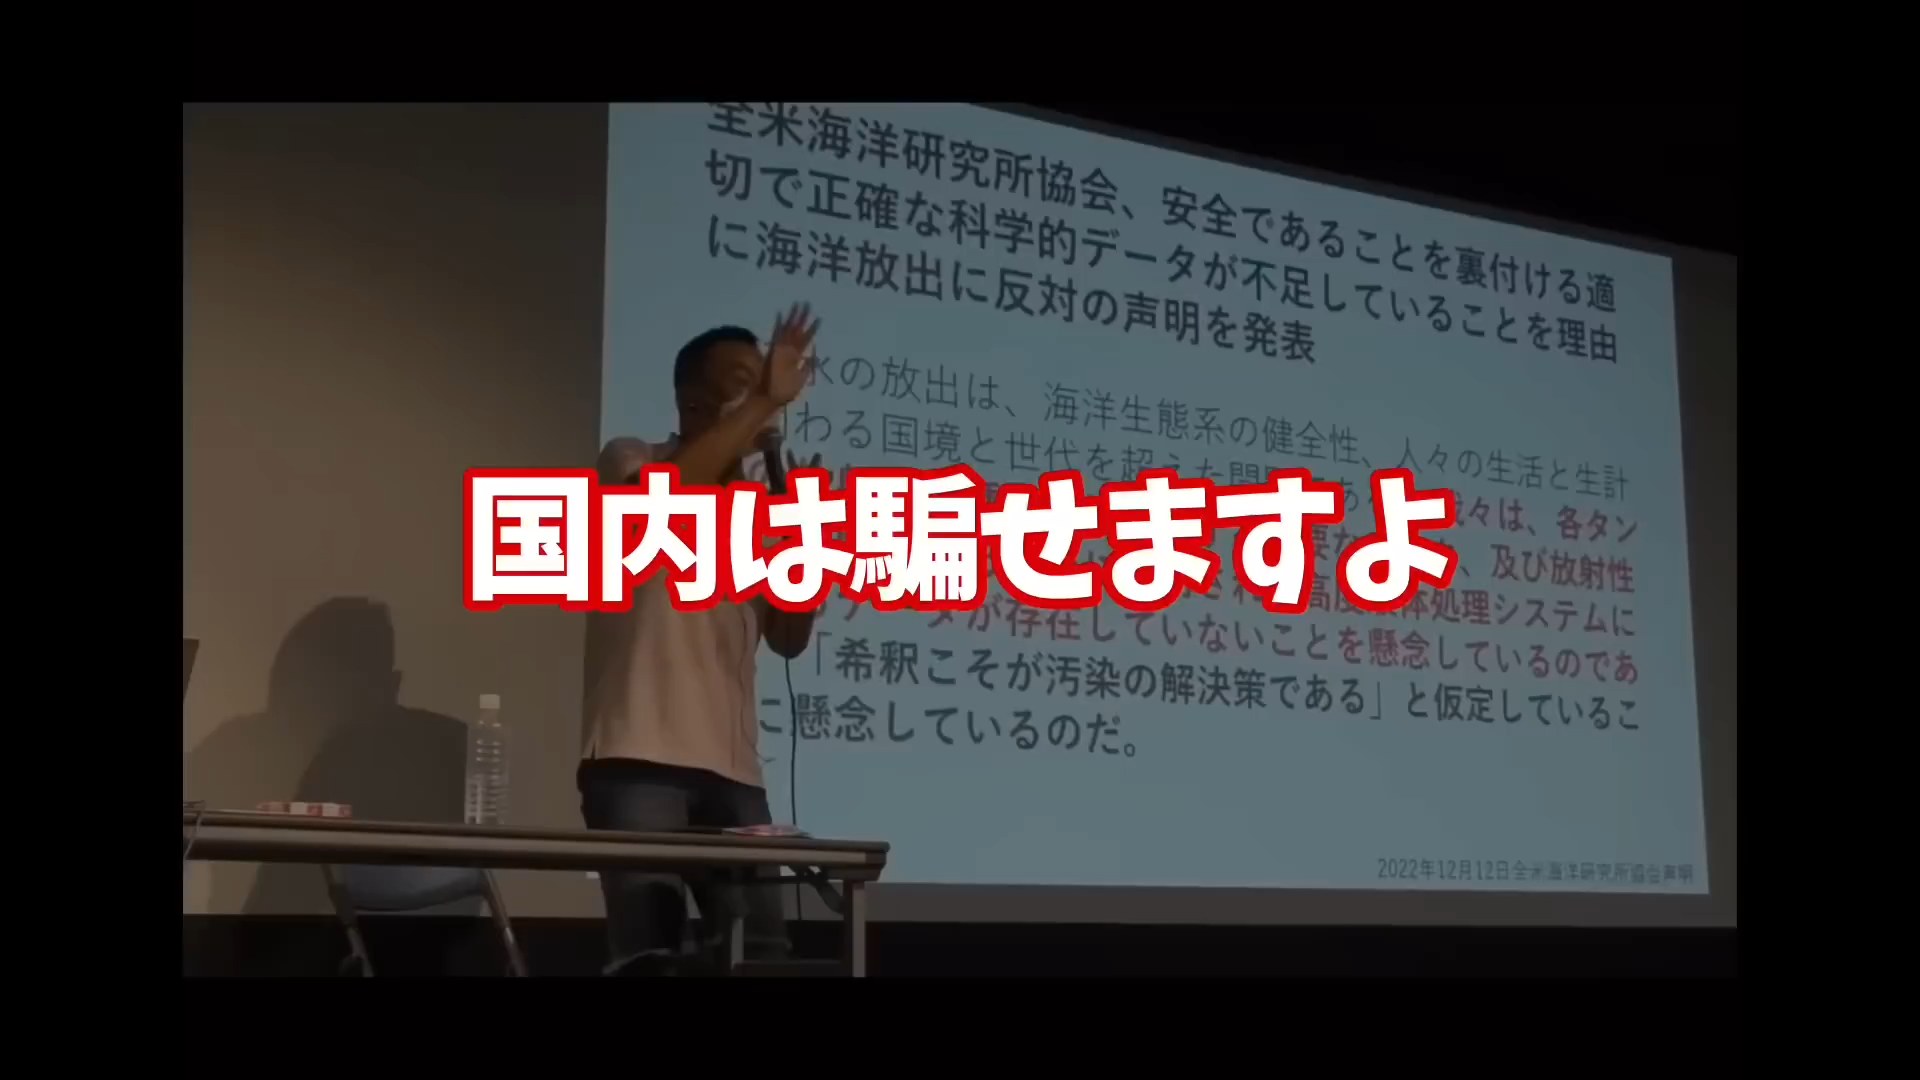 全米海洋研究所協会、安全であることを裏付ける適
切で正確な科学的データが不足していることを理由
に海洋放出に反対の声明を発表
水の放出は、海洋生態系の健全性、人々の生活と生計
わる国境と世代を超えた
々は、各タン
国内は騙せますよ
、及び放射性
高度 体処理システムに
データが存在していないことを懸念しているのであ
「希釈こそが汚染の解決策である」と仮定しているこ
に懸念しているのだ。
2022年12月12日全米海洋研究所協会声明